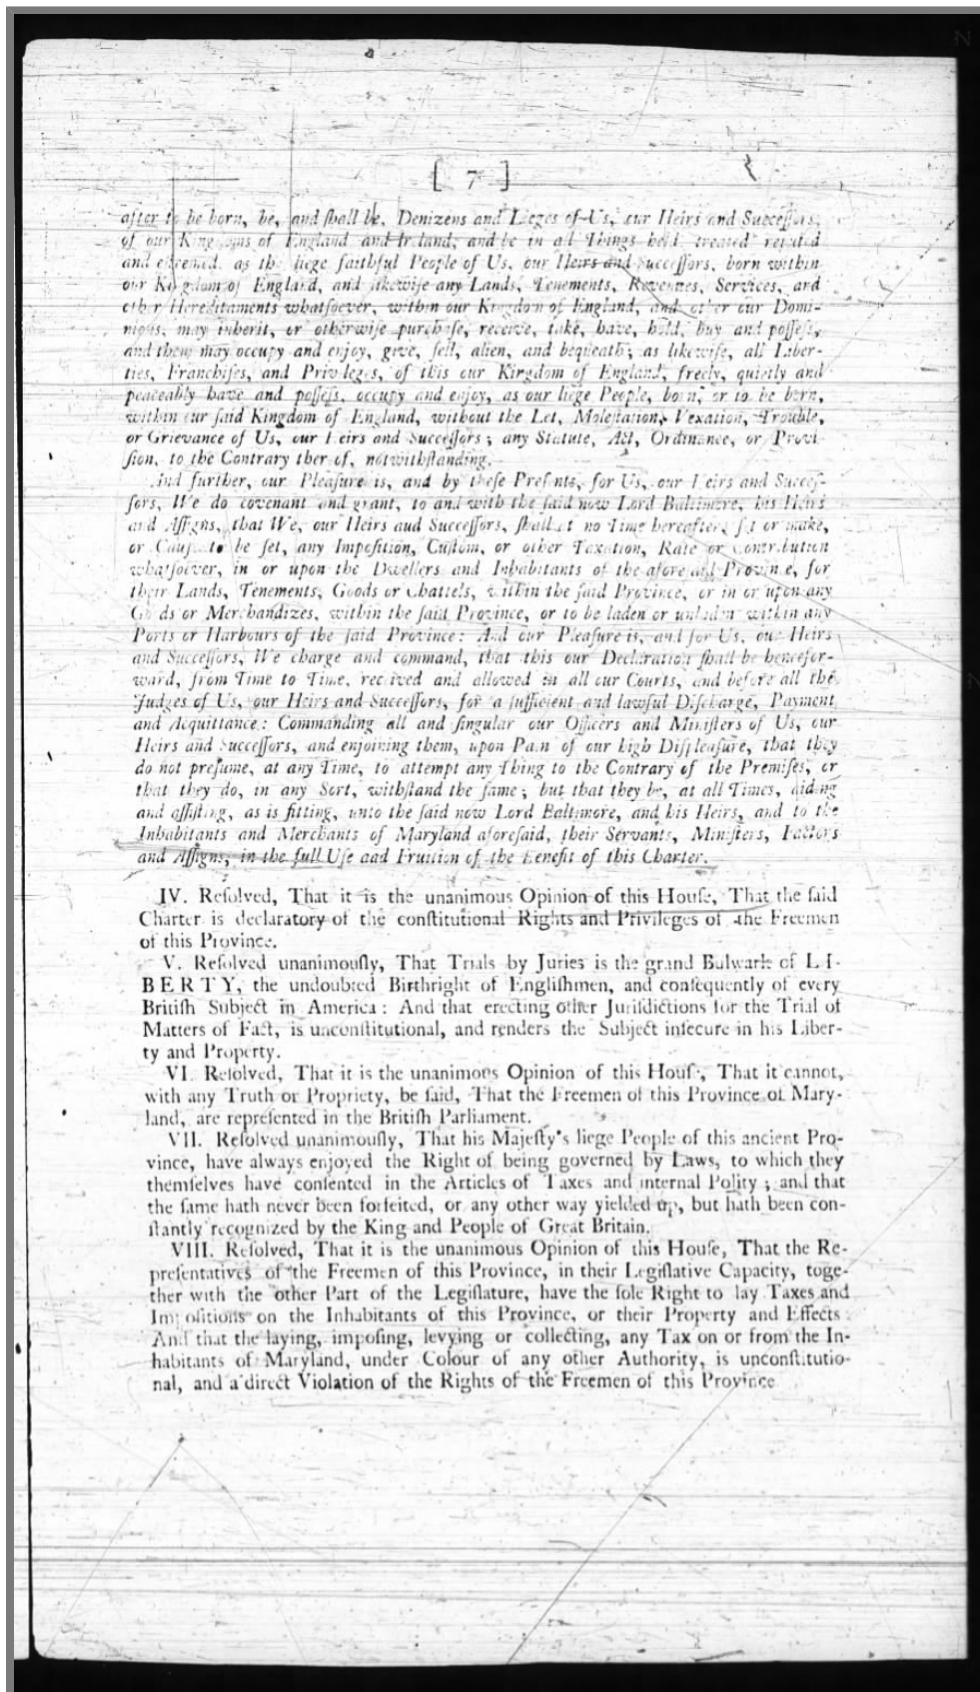 [ 7 ]
after to be born, be, and ſhall be, Denizens and Lieges of Us, our Heirs and Succeſſors,
of our Kingdoms of England and Ireland, and be in all Things held, treated reputed
and eſteemed, as the liege faithful People of Us, our Heirs and Succeſſors, born within
our Kingdom of England, and likewiſe any Lands, Tenements, Revenues, Services, and
other Hereditaments whatſoever, within our Kingdom of England, and other our Domi-
nions, may inherit, or otherwiſe purchaſe, receive, take, have, hold, buy and poſſeſs,
and them may occupy and enjoy, give, ſell, alien, and bequeath; as likewiſe, all Liber-
ties, Franchiſes, and Privileges, of this our Kingdom of England, freely, quietly and
peaceably have and poſſeſs, occupy and enjoy, as our liege People, born, or to be born,
within our ſaid Kingdom of England, without the Let, Moleſtation, Vexation, Trouble,
or Grievance of Us, our Heirs and Succeſſors; any Statute, Act, Ordinance, or Provi
ſion, to the Contrary thereof, notwithſtanding.
And further, our Pleaſure is, and by theſe Preſents, for Us, our Heirs and Succeſ-
ſors, We do covenant and grant, to and with the ſaid now Lord Baltimore, his Heirs
and Aſſigns, that We, our Heirs aud Succeſſors, ſhall at no Time hereafter, ſet or make,
or Cauſe to be ſet, any Impoſition, Cuſtom, or other Taxation, Rate or Contribution
whatſoever, in or upon the Dwellers and Inhabitants of the aforeſaid Province, for
their Lands, Tenements, Goods or Chattels, within the ſaid Province, or in or upon any
Goods or Merchandizes, within the ſaid Province, or to be laden or unladen within any
Ports or Harbours of the ſaid Province: And our Pleaſure is, and for Us, our Heirs
and Succeſſors, We charge and command, that this our Declaration ſhall be hencefor-
ward, from Time to Time, received and allowed in all our Courts, and before all the
Judges of Us, our Heirs and Succeſſors, for a ſufficient and lawful Diſcharge, Payment
and Acquittance: Commanding all and ſingular our Officers and Miniſters of Us, our
Heirs and Succeſſors, and enjoining them, upon Pain of our high Diſpleaſure, that they
do not preſume, at any Time, to attempt any Thing to the Contrary of the Premiſes, or
that they do, in any Sort, withſtand the ſame; but that they be, at all Times, aiding
and aſſiſting, as is fitting, unto the ſaid now Lord Baltimore, and his Heirs, and to the
Inhabitants and Merchants of Maryland aforeſaid, their Servants, Miniſters, Factors
and Aſſigns, in the full Uſe aad Fruition of the Benefit of this Charter.
IV. Reſolved, That it is the unanimous Opinion of this Houſe, That the ſaid
Charter is declaratory of the conſtitutional Rights and Privileges of the Freemen
of this Province.
V. Reſolved unanimouſly, That Trials by Juries is the grand Bulwark of L I-
B E R T Y, the undoubted Birthright of Engliſhmen, and conſequently of every
Britiſh Subject in America: And that erecting other Juriſdictions for the Trial of
Matters of Fact, is unconſtitutional, and renders the Subject inſecure in his Liber-
ty and Property.
VI. Reſolved, That it is the unanimous Opinion of this Houſe, That it cannot,
with any Truth or Propriety, be ſaid, That the Freemen of this Province of Mary-
land, are repreſented in the Britiſh Parliament.
VII. Reſolved unanimouſly, That his Majeſty's liege People of this ancient Pro-
vince, have always enjoyed the Right of being governed by Laws, to which they
themſelves have conſented in the Articles of Taxes and internal Polity; and that
the ſame hath never been forfeited, or any other way yielded up, but hath been con-
ſtantly recognized by the King and People of Great Britain.
VIII. Reſolved, That it is the unanimous Opinion of this Houſe, That the Re-
preſentatives of the Freemen of this Province, in their Legiſlative Capacity, toge-
ther with the other Part of the Legiſlature, have the ſole Right to lay Taxes and
Impoſitions on the Inhabitants of this Province, or their Property and Effects
And that the laying, impoſing, levying or collecting, any Tax on or from the In-
habitants of Maryland, under Colour of any other Authority, is unconſtitutio-
nal, and a direct Violation of the Rights of the Freemen of this Province